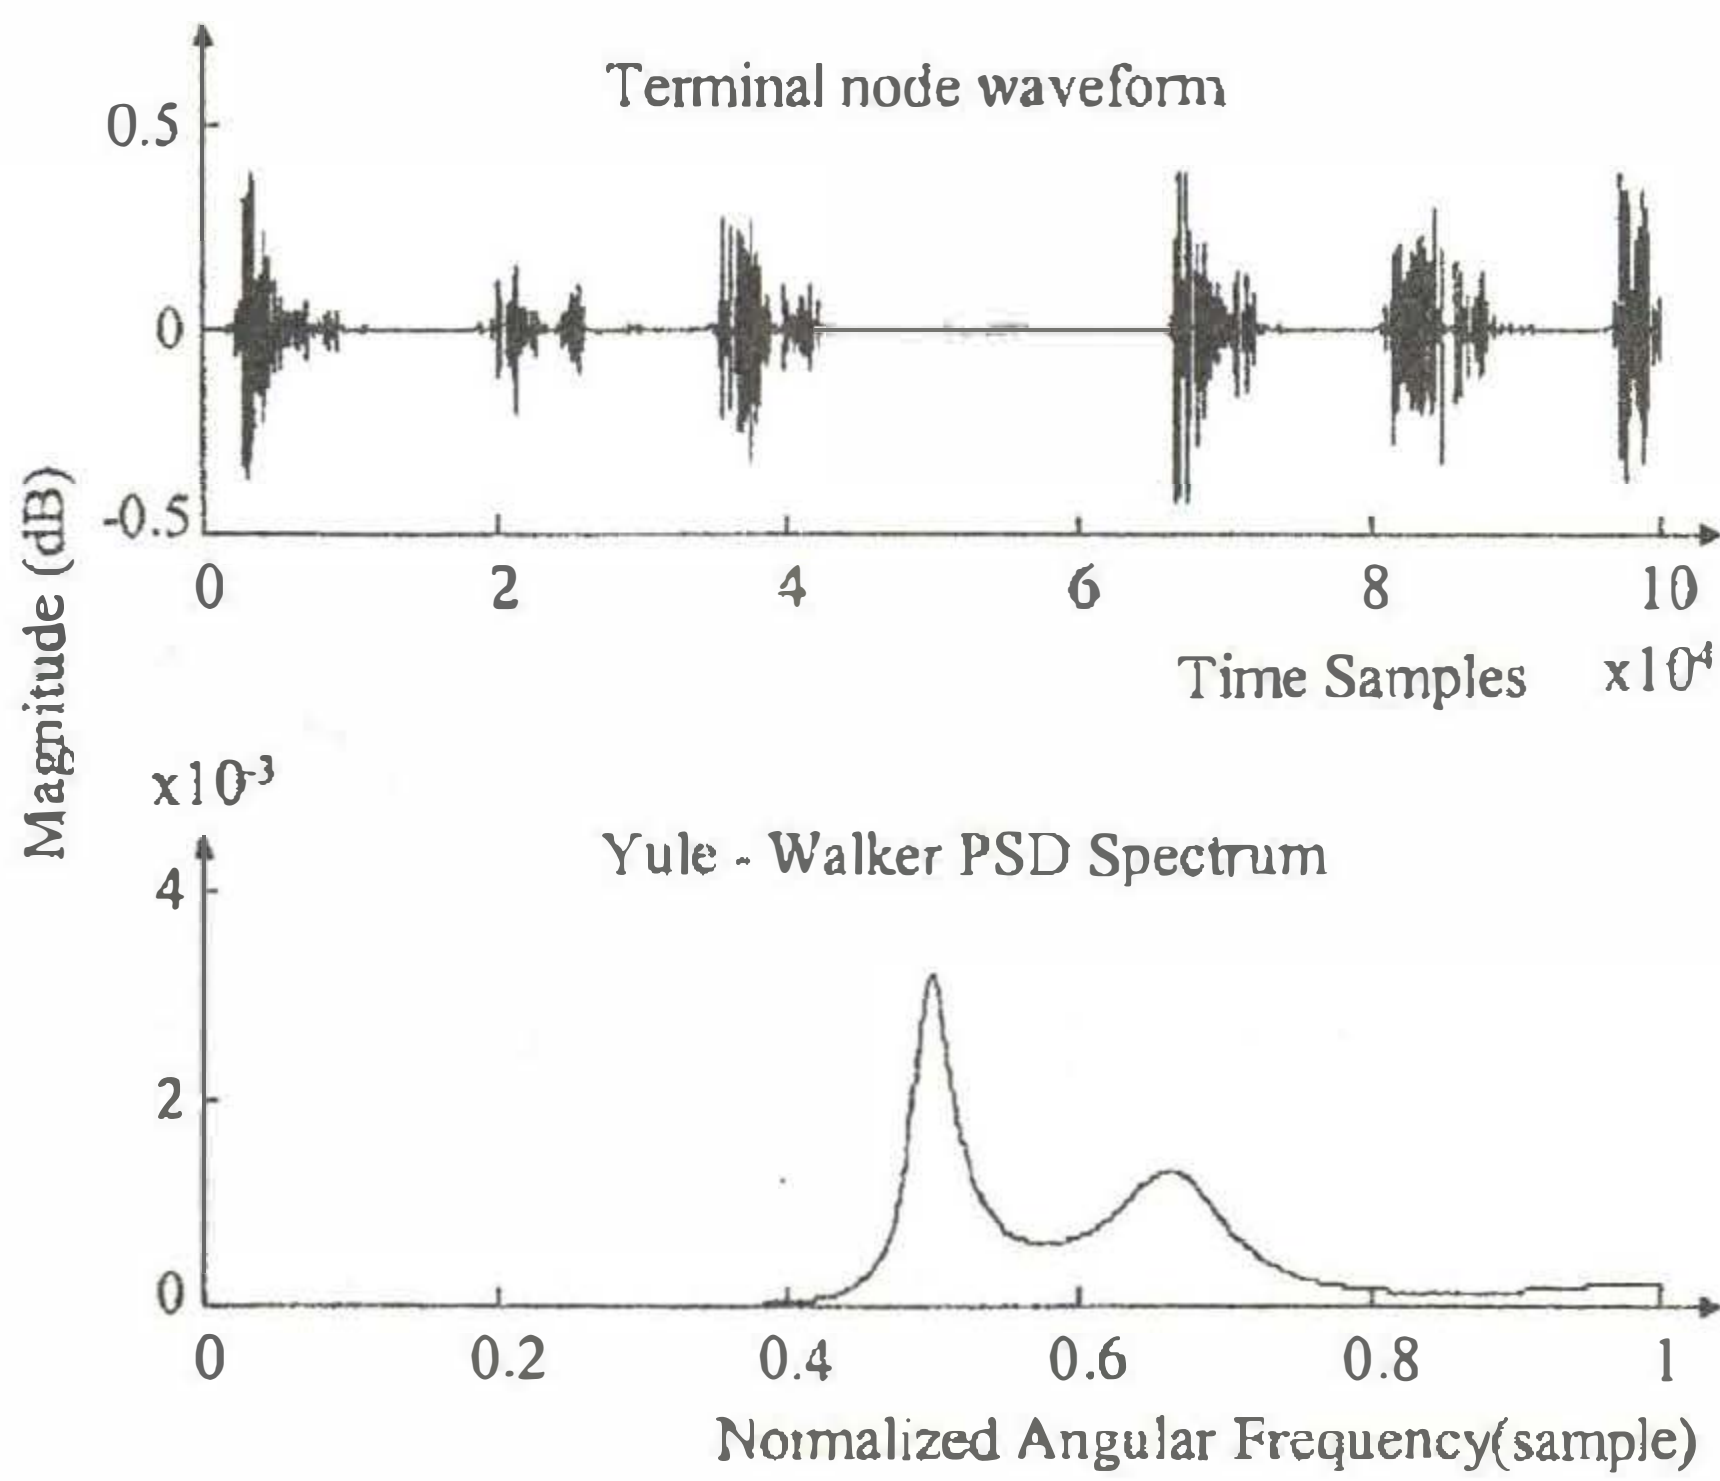 Terminal node waveform
0.5
0
-0.5
0 2 4 6 8 10
Time Samples x10⁴
Magnitude (dB)
x10⁻³
Yule - Walker PSD Spectrum
4
2
0
0 0.2 0.4 0.6 0.8 1
Normalized Angular Frequency(sample)